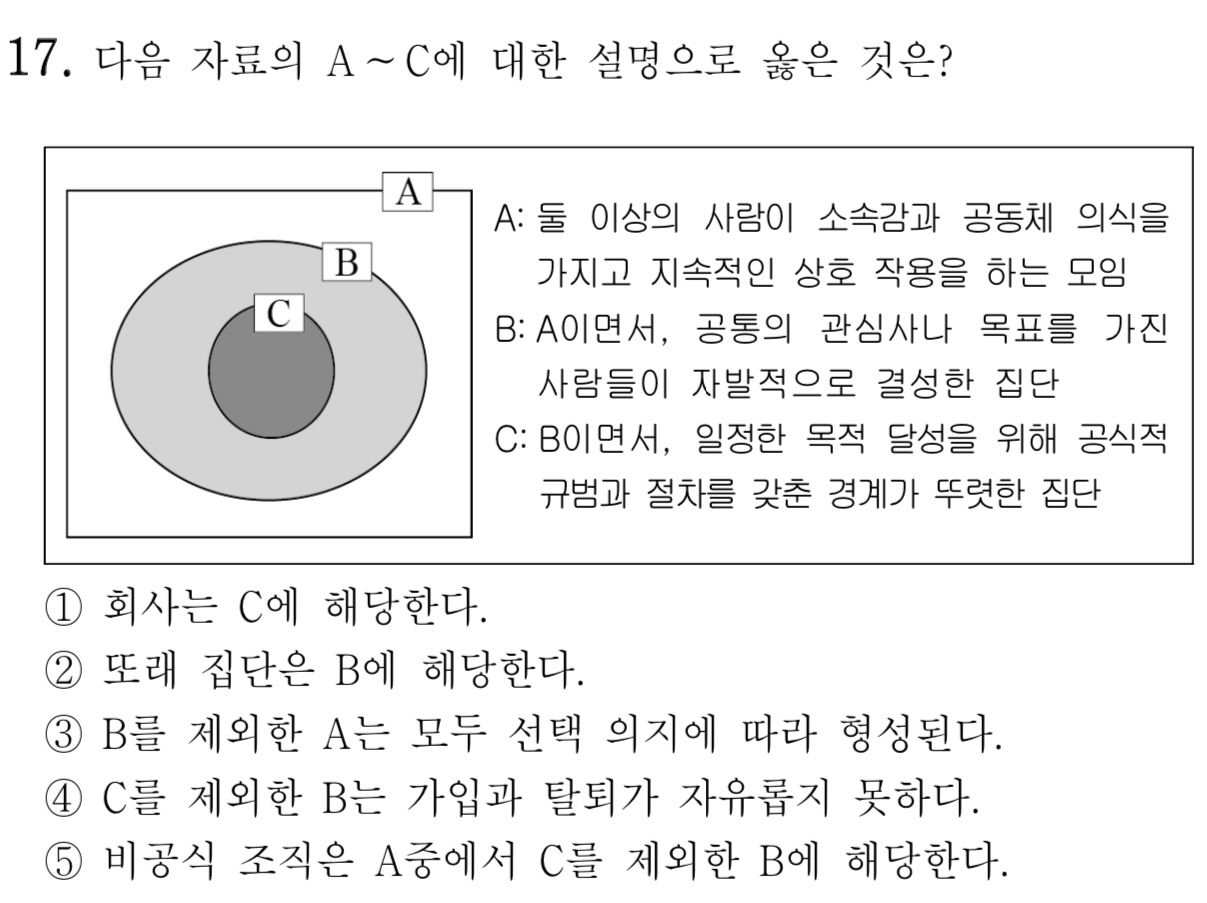 17. 다음 자료의 A ~ C에 대한 설명으로 옳은 것은?
A
B
C
A: 둘 이상의 사람이 소속감과 공동체 의식을
가지고 지속적인 상호 작용을 하는 모임
B: A이면서, 공통의 관심사나 목표를 가진
사람들이 자발적으로 결성한 집단
C: B이면서, 일정한 목적 달성을 위해 공식적
규범과 절차를 갖춘 경계가 뚜렷한 집단
① 회사는 C에 해당한다.
② 또래 집단은 B에 해당한다.
③ B를 제외한 A는 모두 선택 의지에 따라 형성된다.
④ C를 제외한 B는 가입과 탈퇴가 자유롭지 못하다.
⑤ 비공식 조직은 A중에서 C를 제외한 B에 해당한다.